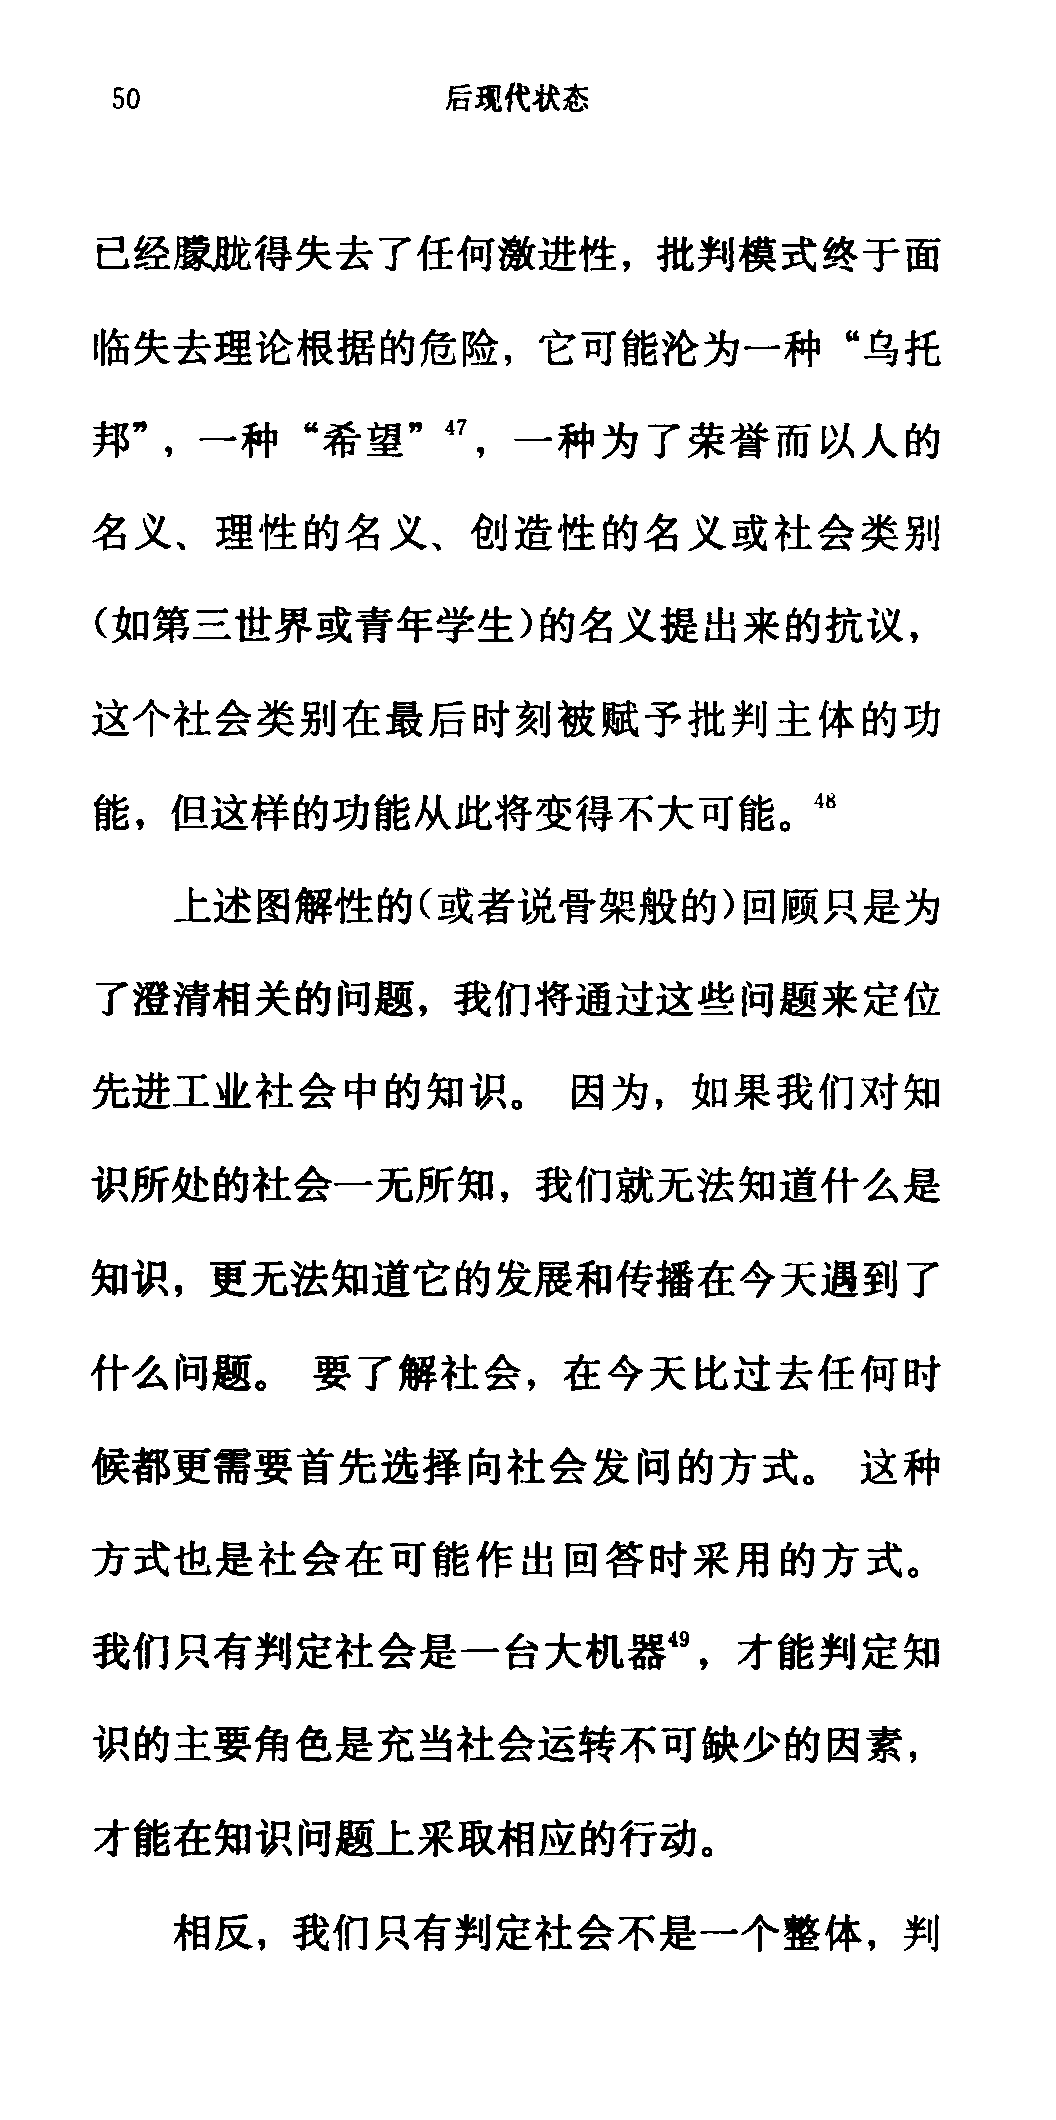 50 后现代状态
已经朦胧得失去了任何激进性，批判模式终于面
临失去理论根据的危险，它可能沦为一种“乌托
邦”，一种“希望”47，一种为了荣誉而以人的
名义、理性的名义、创造性的名义或社会类别
（如第三世界或青年学生）的名义提出来的抗议，
这个社会类别在最后时刻被赋予批判主体的功
能，但这样的功能从此将变得不大可能。48
上述图解性的（或者说骨架般的）回顾只是为
了澄清相关的问题，我们将通过这些问题来定位
先进工业社会中的知识。 因为，如果我们对知
识所处的社会一无所知，我们就无法知道什么是
知识，更无法知道它的发展和传播在今天遇到了
什么问题。 要了解社会，在今天比过去任何时
候都更需要首先选择向社会发问的方式。 这种
方式也是社会在可能作出回答时采用的方式。
我们只有判定社会是一台大机器49，才能判定知
识的主要角色是充当社会运转不可缺少的因素，
才能在知识问题上采取相应的行动。
相反，我们只有判定社会不是一个整体，判